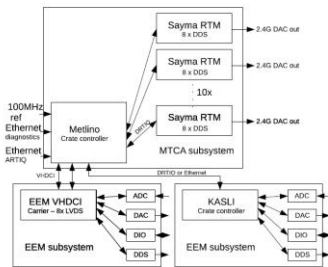 Sayma RTM
8 x DDS
2.4G DAC out
Sayma RTM
8 x DDS
2.4G DAC out
10x
100MHz
ref
Ethernet
diagnostics
Ethernet
ARTIQ
Metlino
Crate controller
DRTIO
Sayma RTM
8 x DDS
2.4G DAC out
MTCA subsystem
VHDCI
DRTIO or Ethernet
EEM VHDCI
Carrier – 8x LVDS
ADC
DAC
DIO
DDS
EEM subsystem
KASLI
Crate controller
ADC
DAC
DIO
DDS
EEM subsystem